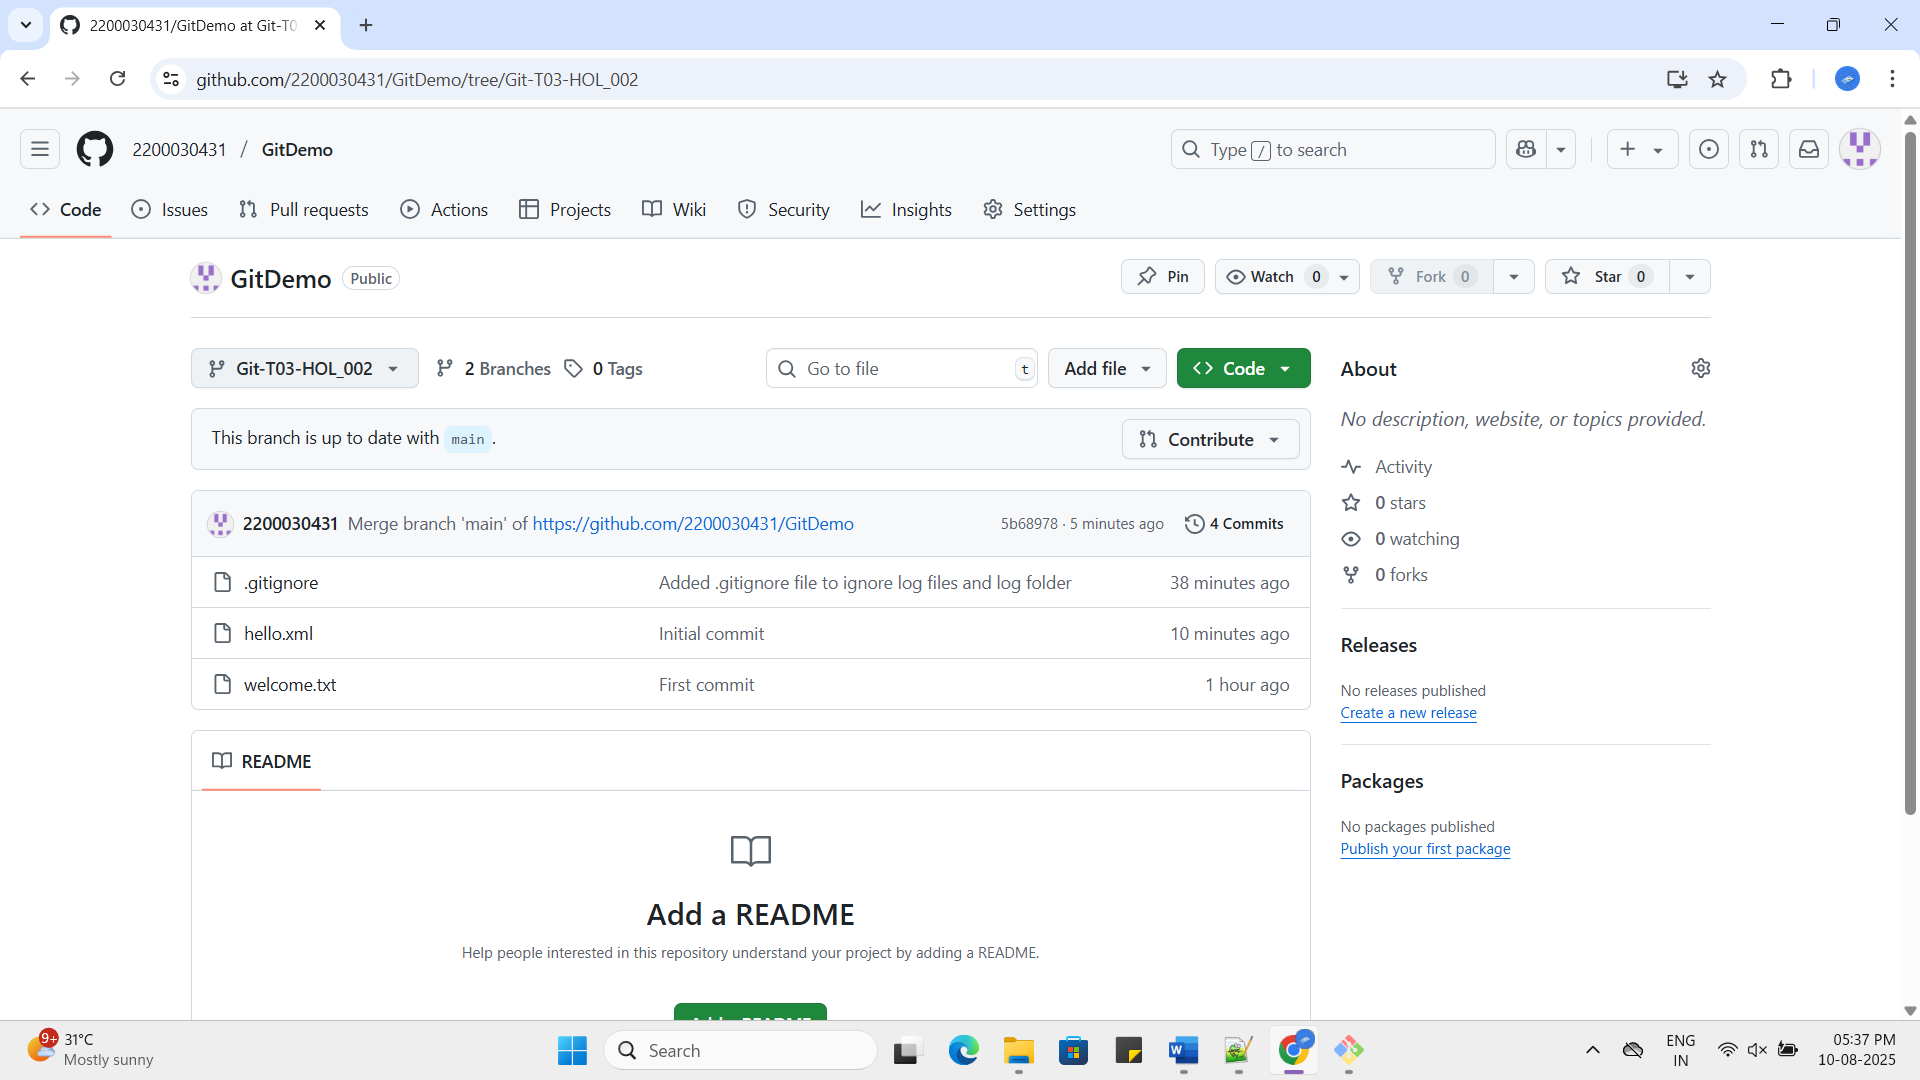 2200030431/GitDemo at Git-T0
github.com/2200030431/GitDemo/tree/Git-T03-HOL_002
2200030431 / GitDemo
Type / to search
Code Issues Pull requests Actions Projects Wiki Security Insights Settings
GitDemo Public
Pin Watch 0 Fork 0 Star 0
Git-T03-HOL_002 2 Branches 0 Tags Go to file t Add file Code
This branch is up to date with main .
Contribute
2200030431 Merge branch 'main' of https://github.com/2200030431/GitDemo 5b68978 · 5 minutes ago 4 Commits
.gitignore Added .gitignore file to ignore log files and log folder 38 minutes ago
hello.xml Initial commit 10 minutes ago
welcome.txt First commit 1 hour ago
README
Add a README
Help people interested in this repository understand your project by adding a README.
About
No description, website, or topics provided.
Activity
0 stars
0 watching
0 forks
Releases
No releases published
Create a new release
Packages
No packages published
Publish your first package
9+
31°C
Mostly sunny
Search
ENG
IN
05:37 PM
10-08-2025